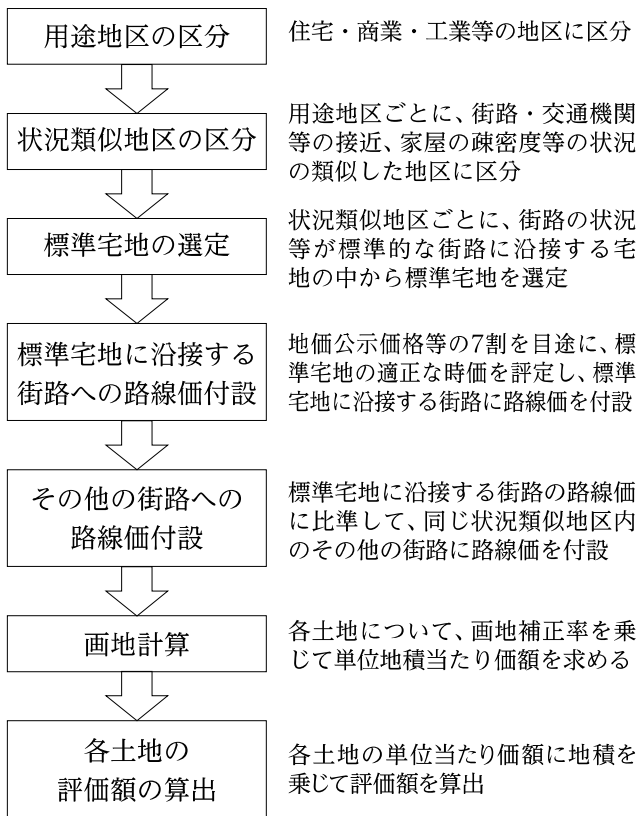 用途地区の区分
住宅・商業・工業等の地区に区分
状況類似地区の区分
用途地区ごとに、街路・交通機関
等の接近、家屋の疎密度等の状況
の類似した地区に区分
標準宅地の選定
状況類似地区ごとに、街路の状況
等が標準的な街路に沿接する宅
地の中から標準宅地を選定
標準宅地に沿接する
街路への路線価付設
地価公示価格等の7割を目途に、標
準宅地の適正な時価を評定し、標準
宅地に沿接する街路に路線価を付設
その他の街路への
路線価付設
標準宅地に沿接する街路の路線価
に比準して、同じ状況類似地区内
のその他の街路に路線価を付設
画地計算
各土地について、画地補正率を乗
じて単位地積当たり価額を求める
各土地の
評価額の算出
各土地の単位当たり価額に地積を
乗じて評価額を算出